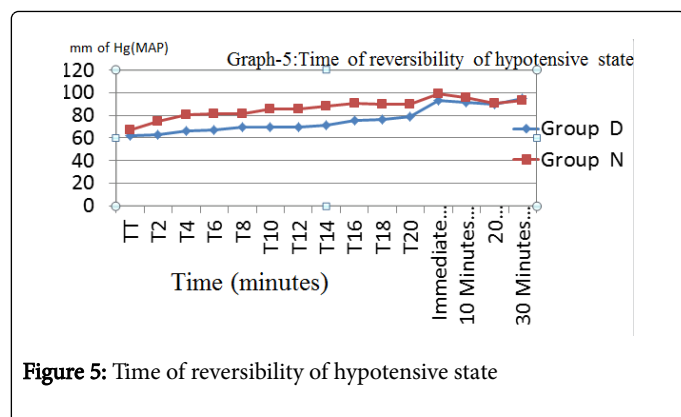 mm of Hg(MAP)
Graph-5:Time of reversibility of hypotensive state
120
100
80
60
40
20
0
Group D
Group N
TT
T2
T4
T6
T8
T10
T12
T14
T16
T18
T20
Immediate...
10 Minutes...
20...
30 Minutes...
Time (minutes)
Figure 5: Time of reversibility of hypotensive state